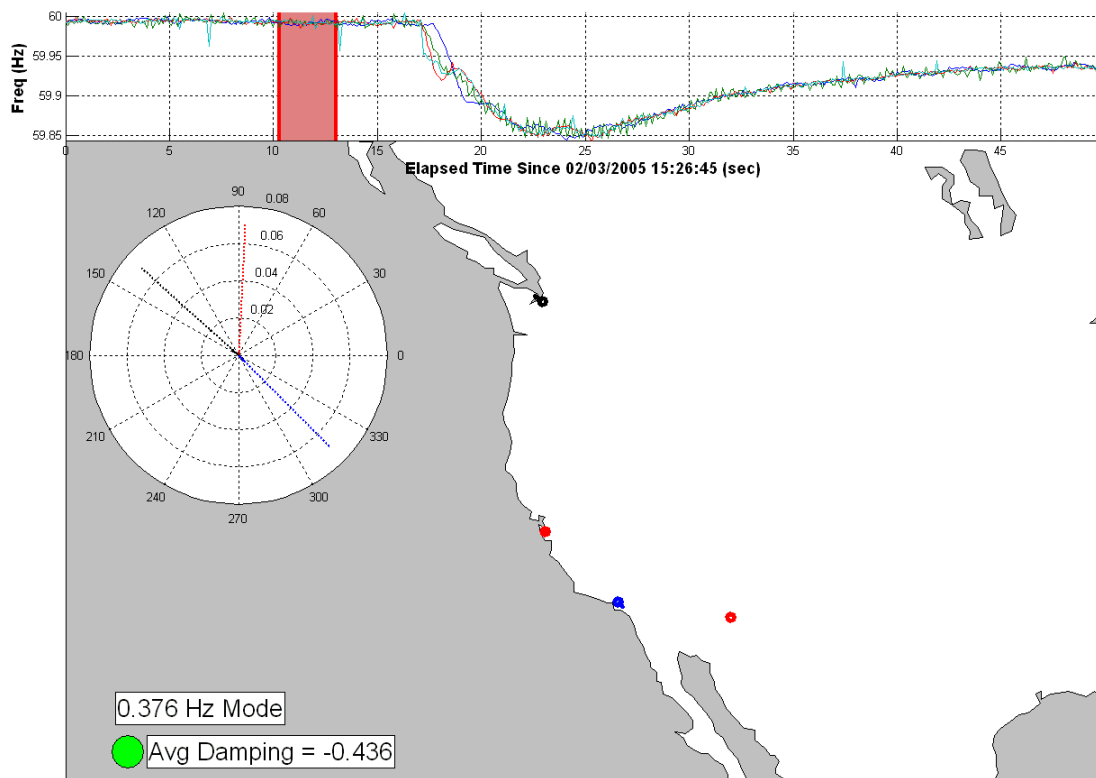 60
59.95
59.9
59.85
Freq (Hz)
0 5 10 15 20 25 30 35 40 45
Elapsed Time Since 02/03/2005 15:26:45 (sec)
90 0.08
120 60
0.06
150 0.04 30
0.02
180 0
210 330
240 300
270
0.376 Hz Mode
Avg Damping = -0.436